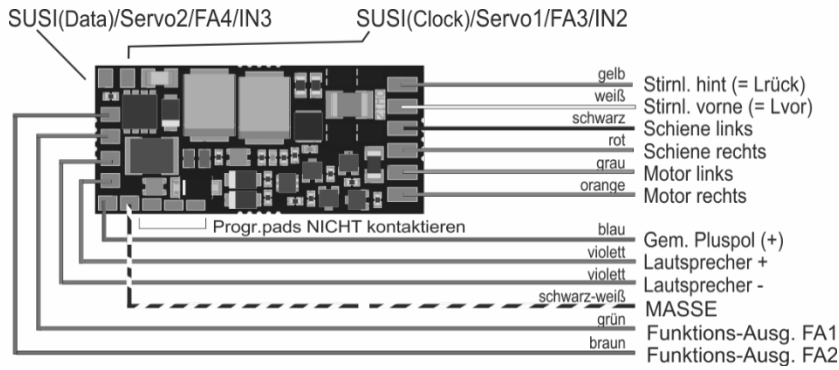 SUSI(Data)/Servo2/FA4/IN3
SUSI(Clock)/Servo1/FA3/IN2
gelb Stirnl. hint (= Lrück)
weiß Stirnl. vorne (= Lvor)
schwarz Schiene links
rot Schiene rechts
grau Motor links
orange Motor rechts
Progr.pads NICHT kontaktieren
blau Gem. Pluspol (+)
violett Lautsprecher +
violett Lautsprecher -
schwarz-weiß MASSE
grün Funktions-Ausg. FA1
braun Funktions-Ausg. FA2